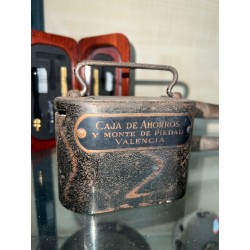 CAJA DE AHORROS
Y MONTE DE PIEDAD
VALENCIA